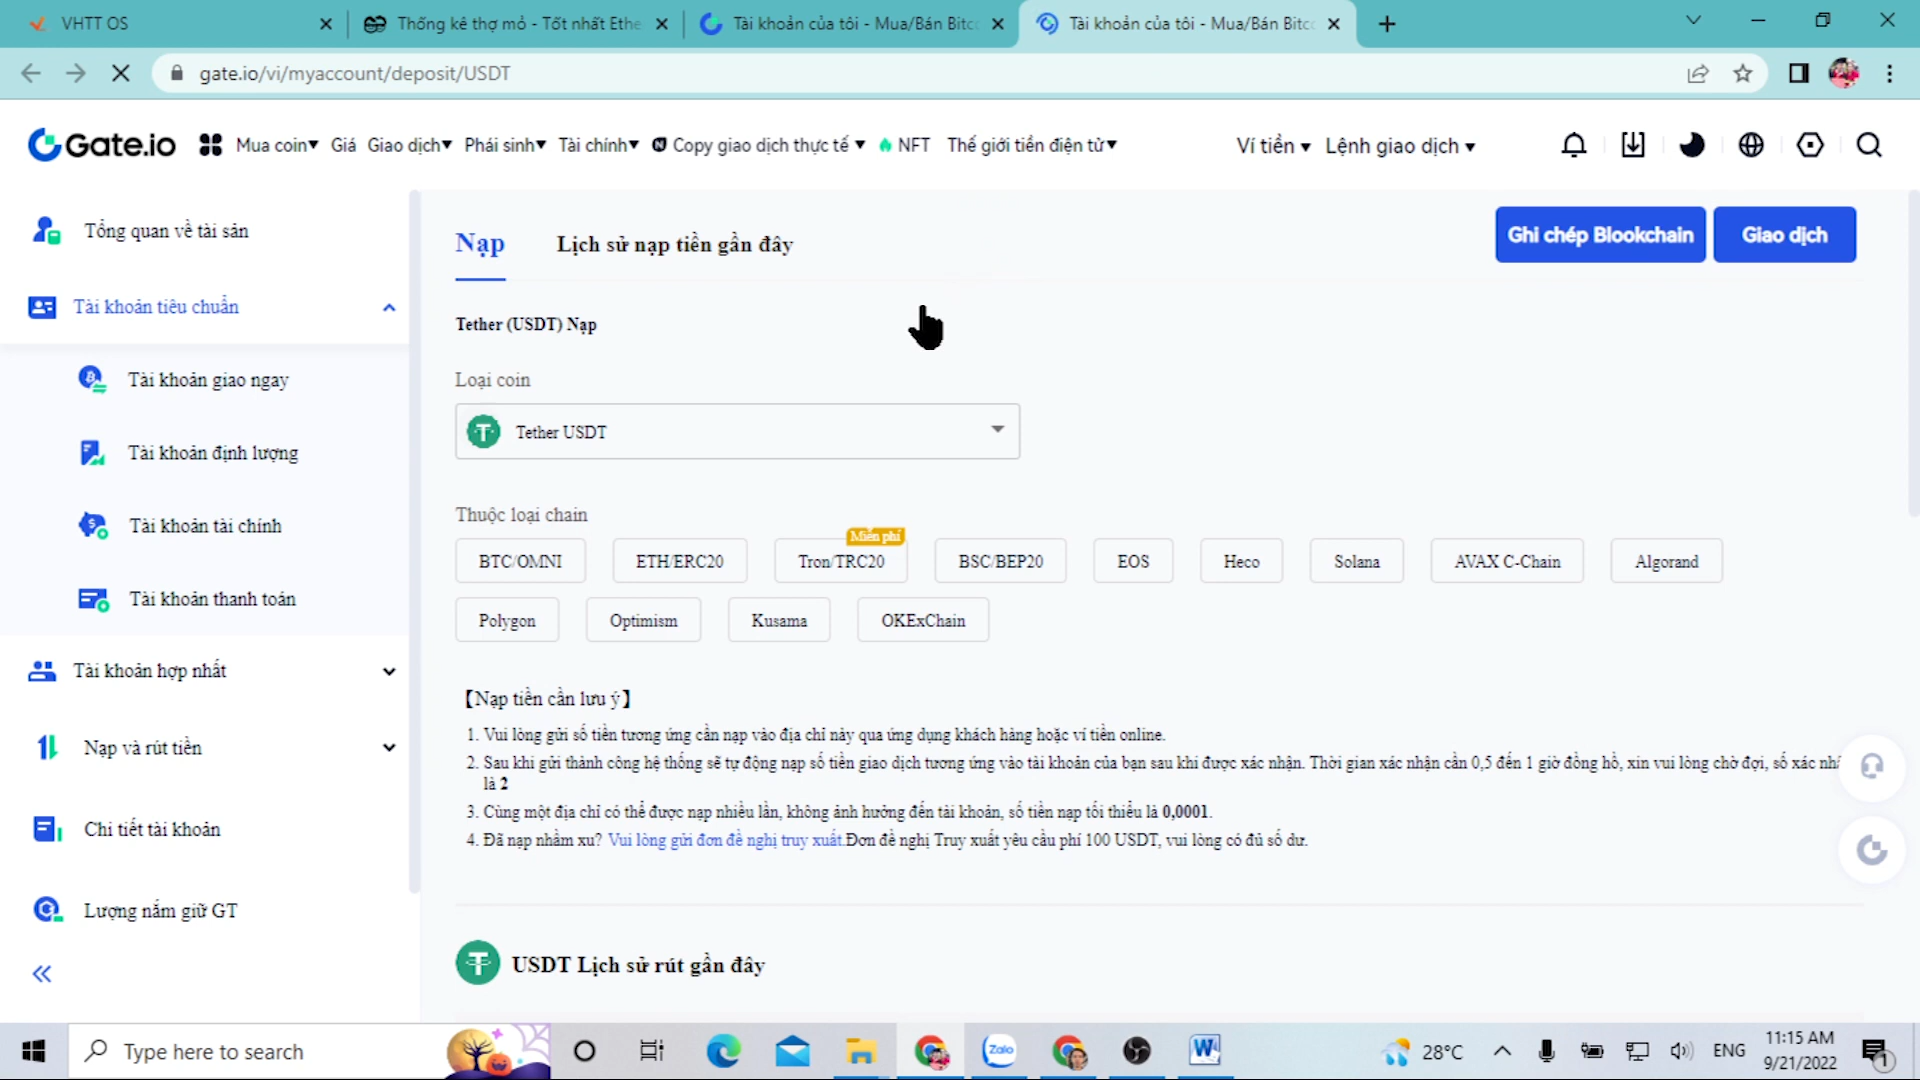 VHTT OS
Thống kê thợ mỏ - Tốt nhất Ethe
Tài khoản của tôi - Mua/Bán Bitc
Tài khoản của tôi - Mua/Bán Bitc
gate.io/vi/myaccount/deposit/USDT
Gate.io
Mua coin▾ Giá Giao dịch▾ Phái sinh▾ Tài chính▾ Copy giao dịch thực tế ▾ NFT Thế giới tiền điện tử▾
Ví tiền ▾ Lệnh giao dịch ▾
Tổng quan về tài sản
Tài khoản tiêu chuẩn
Tài khoản giao ngay
Tài khoản định lượng
Tài khoản tài chính
Tài khoản thanh toán
Tài khoản hợp nhất
Nạp và rút tiền
Chi tiết tài khoản
Lượng nắm giữ GT
Nạp
Lịch sử nạp tiền gần đây
Ghi chép Blookchain
Giao dịch
Tether (USDT) Nạp
Loại coin
Tether USDT
Thuộc loại chain
Miễn phí
BTC/OMNI ETH/ERC20 Tron/TRC20 BSC/BEP20 EOS Heco Solana AVAX C-Chain Algorand
Polygon Optimism Kusama OKExChain
【Nạp tiền cần lưu ý】
1. Vui lòng gửi số tiền tương ứng cần nạp vào địa chỉ này qua ứng dụng khách hàng hoặc ví tiền online.
2. Sau khi gửi thành công hệ thống sẽ tự động nạp số tiền giao dịch tương ứng vào tài khoản của bạn sau khi được xác nhận. Thời gian xác nhận cần 0,5 đến 1 giờ đồng hồ, xin vui lòng chờ đợi, số xác nh
là 2
3. Cùng một địa chỉ có thể được nạp nhiều lần, không ảnh hưởng đến tài khoản, số tiền nạp tối thiểu là 0,0001.
4. Đã nạp nhầm xu? Vui lòng gửi đơn đề nghị truy xuất.Đơn đề nghị Truy xuất yêu cầu phí 100 USDT, vui lòng có đủ số dư.
USDT Lịch sử rút gần đây
Type here to search
Zalo
28°C
ENG
11:15 AM
9/21/2022
1